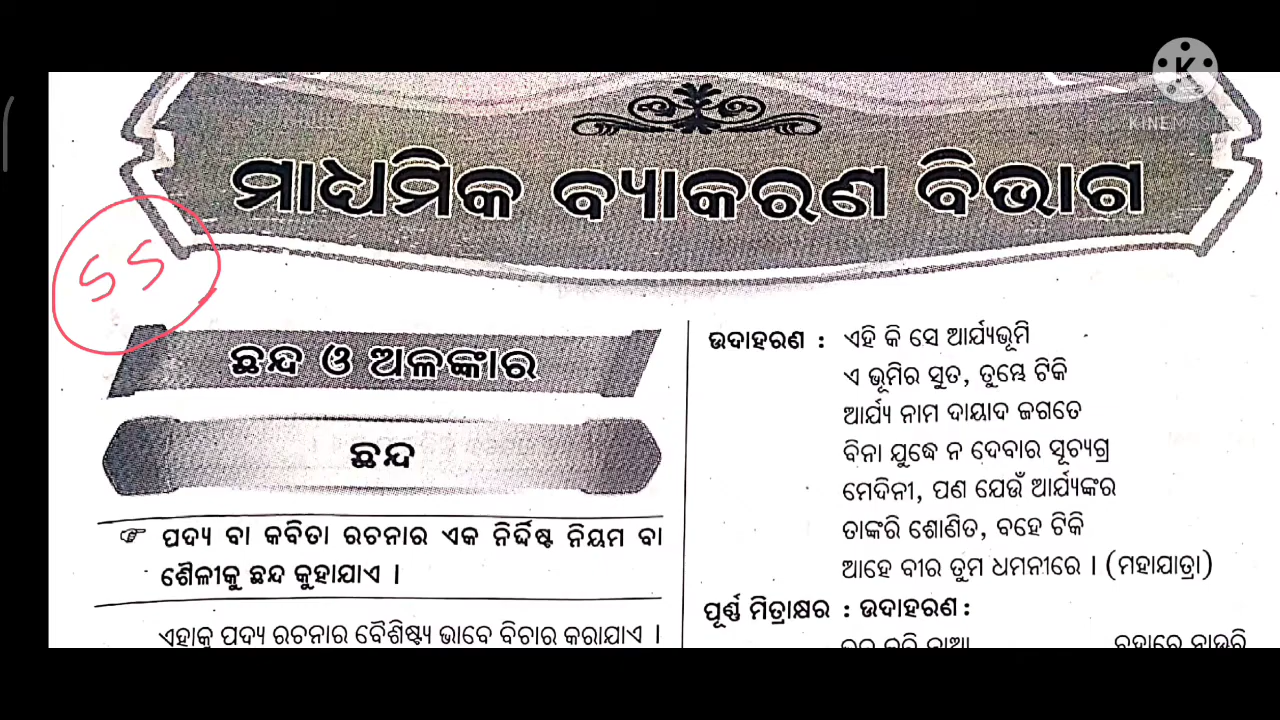 KINEMASTER
ମାଧ୍ୟମିକ ବ୍ୟାକରଣ ବିଭାଗ
SS
ଛନ୍ଦ ଓ ଅଳଙ୍କାର
ଛନ୍ଦ
☞ ପଦ୍ୟ ବା କବିତା ରଚନାର ଏକ ନିର୍ଦ୍ଦିଷ୍ଟ ନିୟମ ବା
ଶୈଳୀକୁ ଛନ୍ଦ କୁହାଯାଏ ।
ଏହାକୁ ପଦ୍ୟ ରଚନାର ବୈଶିଷ୍ଟ୍ୟ ଭାବେ ବିଚାର କରାଯାଏ ।
ଉଦାହରଣ : ଏହି କି ସେ ଆର୍ଯ୍ୟଭୂମି
ଏ ଭୂମିର ସୁତ, ତୁମ୍ଭେ ଟିକି
ଆର୍ଯ୍ୟ ନାମ ଦାୟାଦ ଜଗତେ
ବିନା ଯୁଦ୍ଧେ ନ ଦେବାର ସୂଚ୍ୟଗ୍ର
ମେଦିନୀ, ପଣ ଯେଉଁ ଆର୍ଯ୍ୟଙ୍କର
ତାଙ୍କରି ଶୋଣିତ, ବହେ ଟିକି
ଆହେ ବୀର ତୁମ ଧମନୀରେ । (ମହାଯାତ୍ରା)
ପୂର୍ଣ୍ଣ ମିତ୍ରାକ୍ଷର : ଉଦାହରଣ :